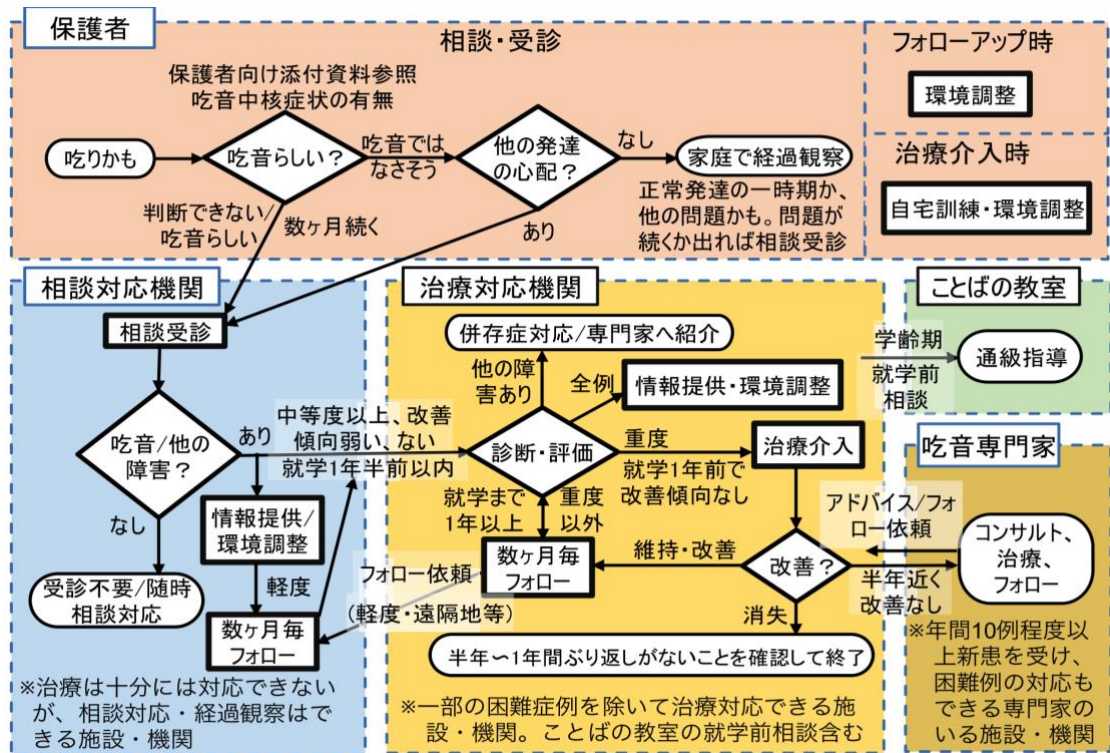 保護者
相談・受診
保護者向け添付資料参照
吃音中核症状の有無
吃りかも
吃音らしい？
吃音では
なさそう
他の発達
の心配？
なし
家庭で経過観察
正常発達の一時期か、
他の問題かも。問題が
続くか出れば相談受診
判断できない/
吃音らしい
数ヶ月続く
あり
フォローアップ時
環境調整
治療介入時
自宅訓練・環境調整
相談対応機関
相談受診
吃音/他の
障害？
あり
中等度以上、改善
傾向弱い、ない
就学1年半前以内
なし
情報提供/
環境調整
受診不要/随時
相談対応
軽度
数ヶ月毎
フォロー
※治療は十分には対応できない
が、相談対応・経過観察はで
きる施設・機関
治療対応機関
併存症対応/専門家へ紹介
他の障
害あり
全例
情報提供・環境調整
診断・評価
重度
就学1年前で
改善傾向なし
治療介入
就学まで
1年以上
重度
以外
数ヶ月毎
フォロー
維持・改善
改善？
フォロー依頼
(軽度・遠隔地等)
消失
半年〜1年間ぶり返しがないことを確認して終了
※一部の困難症例を除いて治療対応できる施
設・機関。ことばの教室の就学前相談含む
ことばの教室
学齢期
就学前
相談
通級指導
吃音専門家
アドバイス/フォ
ロー依頼
コンサルト、
治療、
フォロー
半年近く
改善なし
※年間10例程度以
上新患を受け、
困難例の対応も
できる専門家の
いる施設・機関